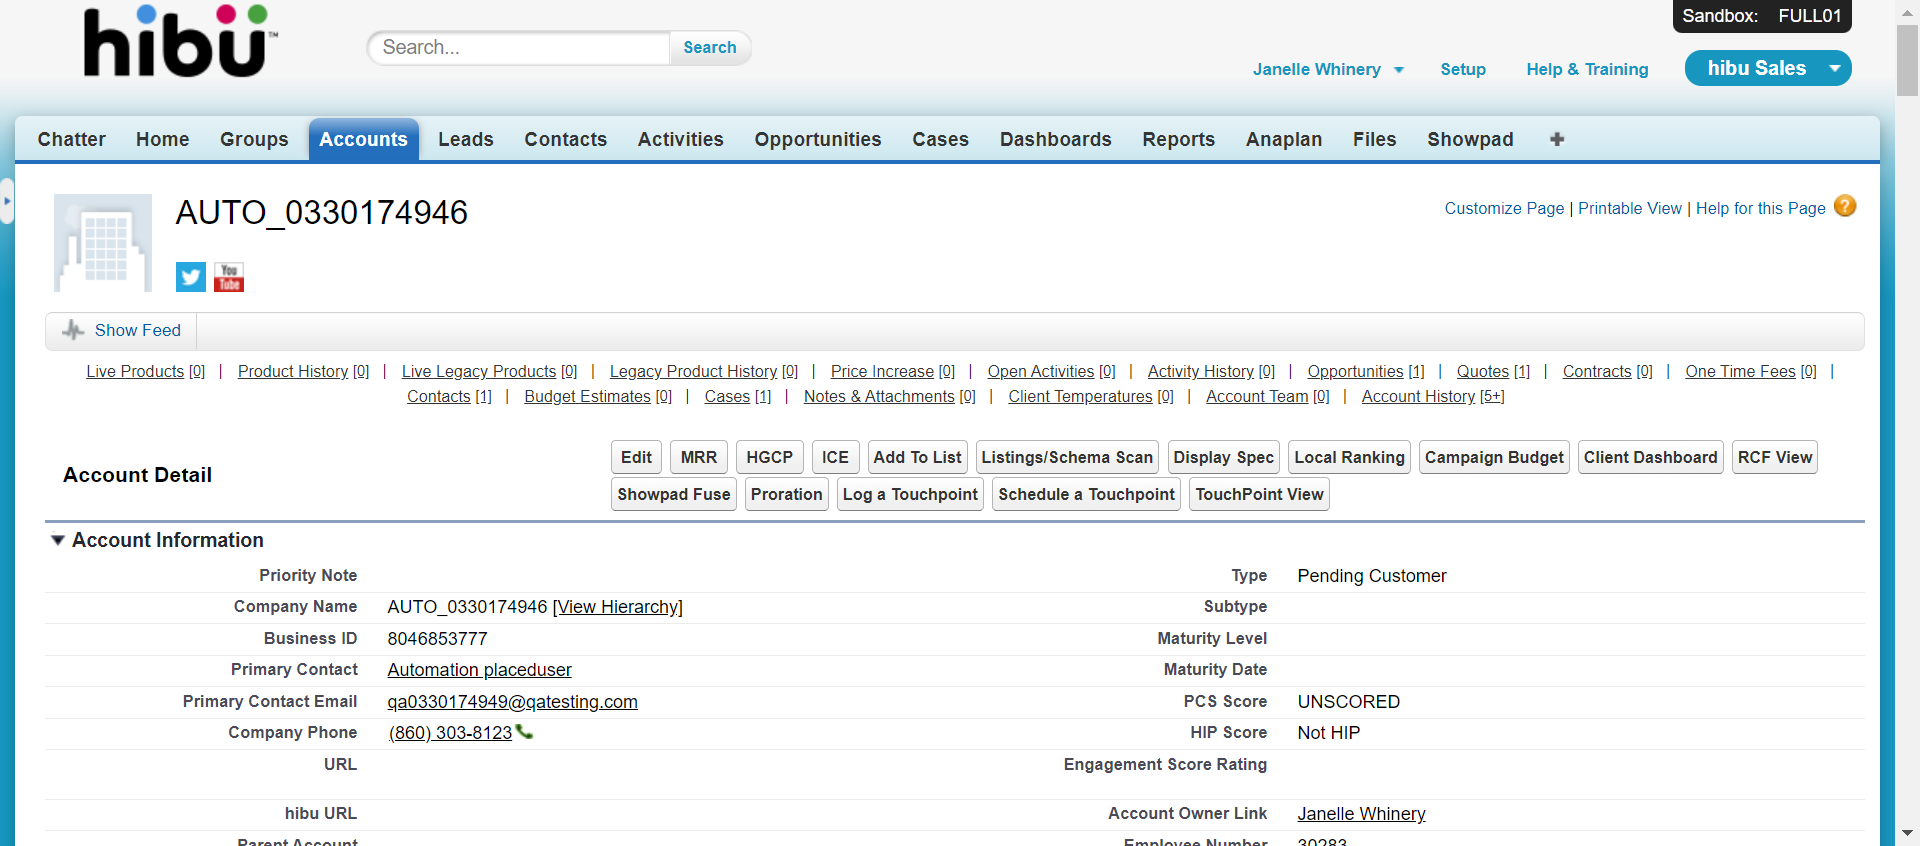 hibü™
Search...
Search
Sandbox: FULL01
Janelle Whinery
Setup
Help & Training
hibu Sales
Chatter Home Groups Accounts Leads Contacts Activities Opportunities Cases Dashboards Reports Anaplan Files Showpad
AUTO_0330174946
Customize Page | Printable View | Help for this Page ?
You
Tube
Show Feed
Live Products [0] | Product History [0] | Live Legacy Products [0] | Legacy Product History [0] | Price Increase [0] | Open Activities [0] | Activity History [0] | Opportunities [1] | Quotes [1] | Contracts [0] | One Time Fees [0] |
Contacts [1] | Budget Estimates [0] | Cases [1] | Notes & Attachments [0] | Client Temperatures [0] | Account Team [0] | Account History [5+]
Account Detail
Edit MRR HGCP ICE Add To List Listings/Schema Scan Display Spec Local Ranking Campaign Budget Client Dashboard RCF View
Showpad Fuse Proration Log a Touchpoint Schedule a Touchpoint TouchPoint View
Account Information
Priority Note Type Pending Customer
Company Name AUTO_0330174946 [View Hierarchy] Subtype
Business ID 8046853777 Maturity Level
Primary Contact Automation placeduser Maturity Date
Primary Contact Email qa0330174949@qatesting.com PCS Score UNSCORED
Company Phone (860) 303-8123 HIP Score Not HIP
URL Engagement Score Rating
hibu URL Account Owner Link Janelle Whinery
Parent Account Employee Number 30283